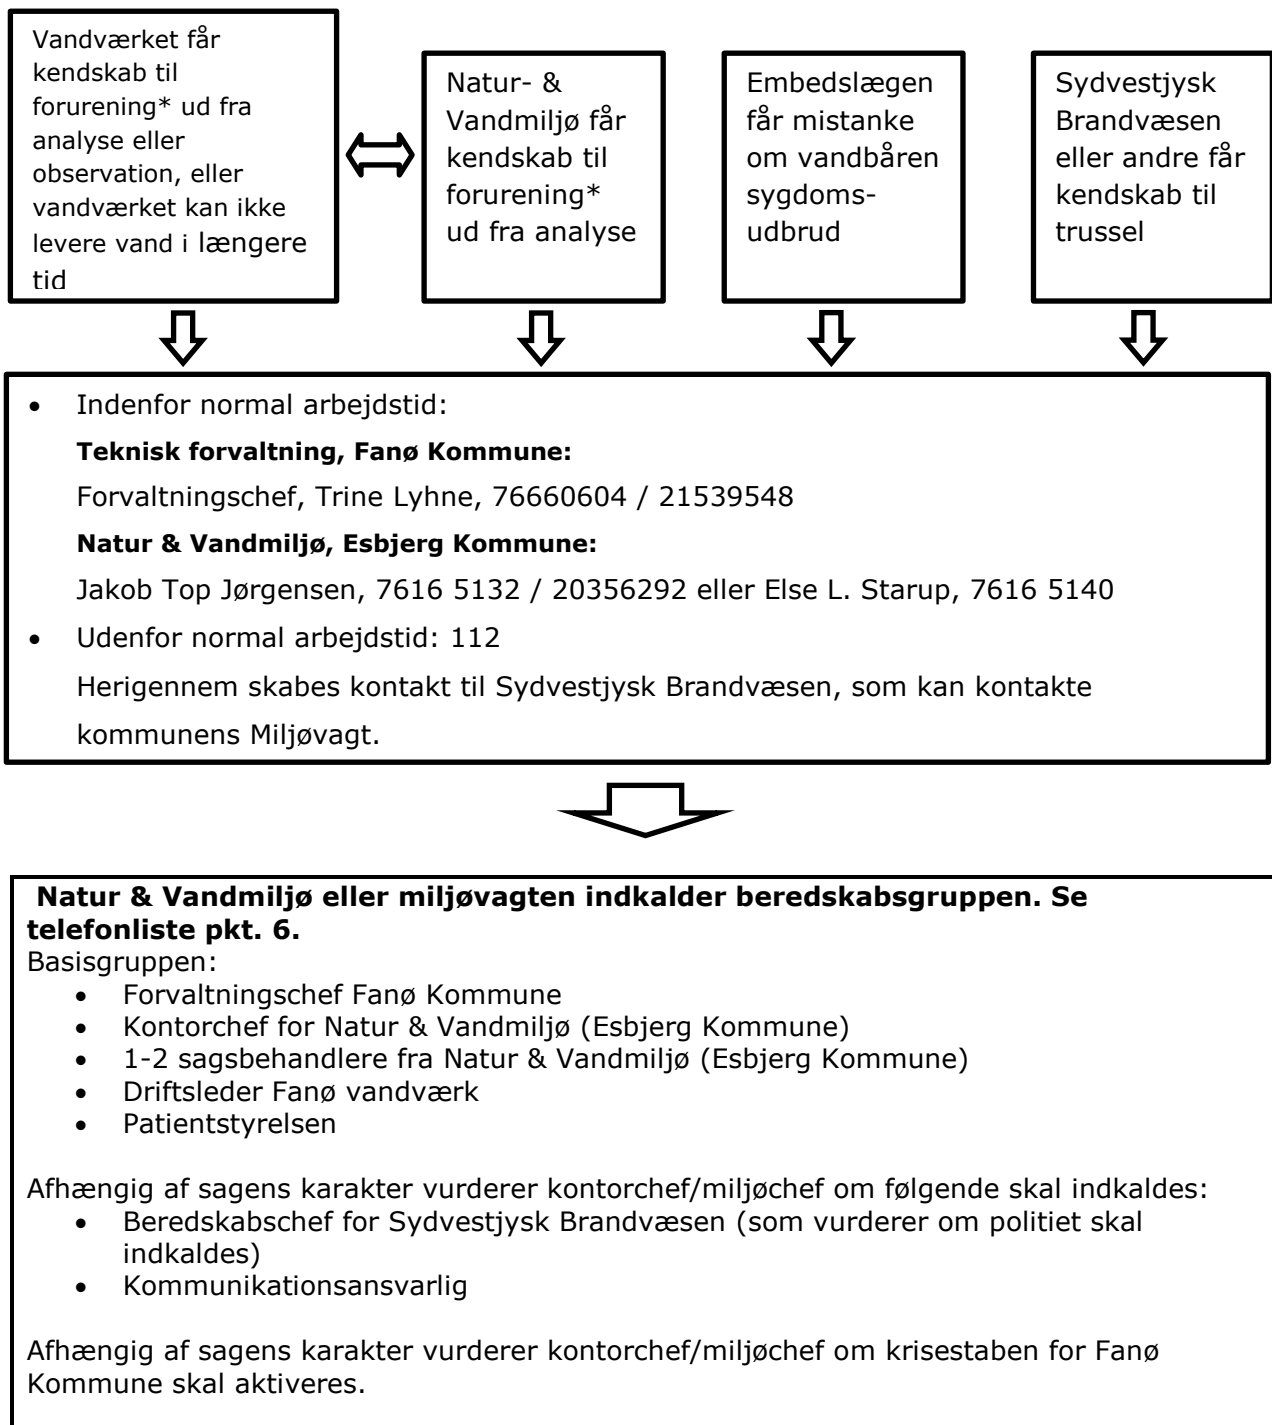 Vandværket får
kendskab til
forurening* ud fra
analyse eller
observation, eller
vandværket kan ikke
levere vand i længere
tid
Natur- &
Vandmiljø får
kendskab til
forurening*
ud fra analyse
Embedslægen
får mistanke
om vandbåren
sygdoms-
udbrud
Sydvestjysk
Brandvæsen
eller andre får
kendskab til
trussel
• Indenfor normal arbejdstid:
Teknisk forvaltning, Fanø Kommune:
Forvaltningschef, Trine Lyhne, 76660604 / 21539548
Natur & Vandmiljø, Esbjerg Kommune:
Jakob Top Jørgensen, 7616 5132 / 20356292 eller Else L. Starup, 7616 5140
• Udenfor normal arbejdstid: 112
Herigennem skabes kontakt til Sydvestjysk Brandvæsen, som kan kontakte
kommunens Miljøvagt.
Natur & Vandmiljø eller miljøvagten indkalder beredskabsgruppen. Se
telefonliste pkt. 6.
Basisgruppen:
• Forvaltningschef Fanø Kommune
• Kontorchef for Natur & Vandmiljø (Esbjerg Kommune)
• 1-2 sagsbehandlere fra Natur & Vandmiljø (Esbjerg Kommune)
• Driftsleder Fanø vandværk
• Patientstyrelsen
Afhængig af sagens karakter vurderer kontorchef/miljøchef om følgende skal indkaldes:
• Beredskabschef for Sydvestjysk Brandvæsen (som vurderer om politiet skal
indkaldes)
• Kommunikationsansvarlig
Afhængig af sagens karakter vurderer kontorchef/miljøchef om krisestaben for Fanø
Kommune skal aktiveres.